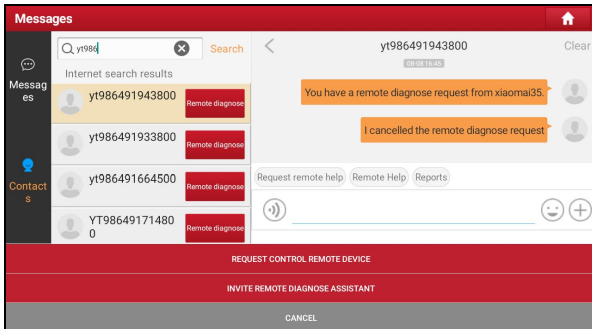 Messages
yt986
Search
yt986491943800
Clear
Internet search results
08-08 16:45
Messag
es
yt986491943800
Remote diagnose
You have a remote diagnose request from xiaomai35.
yt986491933800
Remote diagnose
I cancelled the remote diagnose request
Contact
s
yt986491664500
Remote diagnose
Request remote help
Remote Help
Reports
YT98649171480
0
Remote diagnose
REQUEST CONTROL REMOTE DEVICE
INVITE REMOTE DIAGNOSE ASSISTANT
CANCEL